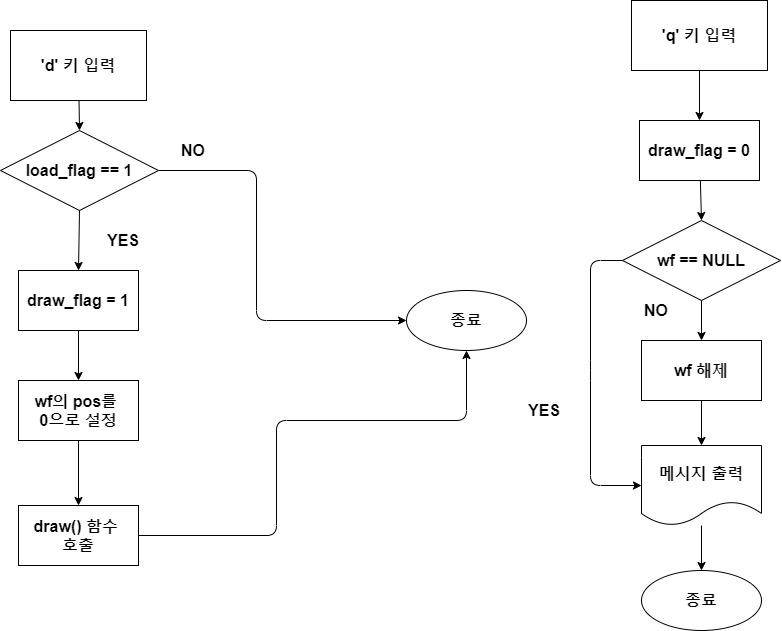 'd' 키 입력
load_flag == 1
NO
YES
draw_flag = 1
wf의 pos를
0으로 설정
draw() 함수
호출
종료
'q' 키 입력
draw_flag = 0
wf == NULL
NO
wf 해제
YES
메시지 출력
종료